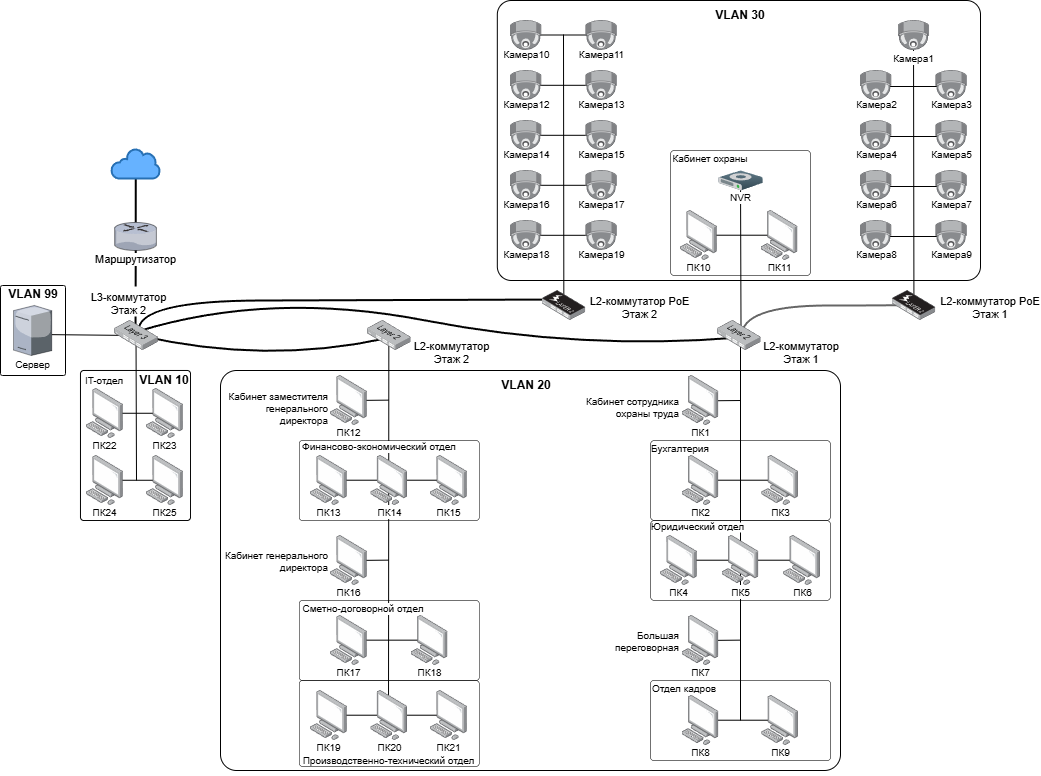 VLAN 30
Камера10
Камера11
Камера12
Камера13
Камера14
Камера15
Камера16
Камера17
Камера18
Камера19
Кабинет охраны
NVR
ПК10
ПК11
Камера1
Камера2
Камера3
Камера4
Камера5
Камера6
Камера7
Камера8
Камера9
Маршрутизатор
L3-коммутатор
Этаж 2
Layer-3
VLAN 99
Сервер
L2-коммутатор PoE
Этаж 2
L2-коммутатор PoE
Этаж 1
Layer-2
L2-коммутатор
Этаж 2
Layer-2
L2-коммутатор
Этаж 1
IT-отдел
VLAN 10
ПК22
ПК23
ПК24
ПК25
VLAN 20
Кабинет заместителя
генерального
директора
ПК12
Финансово-экономический отдел
ПК13
ПК14
ПК15
Кабинет генерального
директора
ПК16
Сметно-договорной отдел
ПК17
ПК18
ПК19
ПК20
ПК21
Производственно-технический отдел
Кабинет сотрудника
охраны труда
ПК1
Бухгалтерия
ПК2
ПК3
Юридический отдел
ПК4
ПК5
ПК6
Большая
переговорная
ПК7
Отдел кадров
ПК8
ПК9